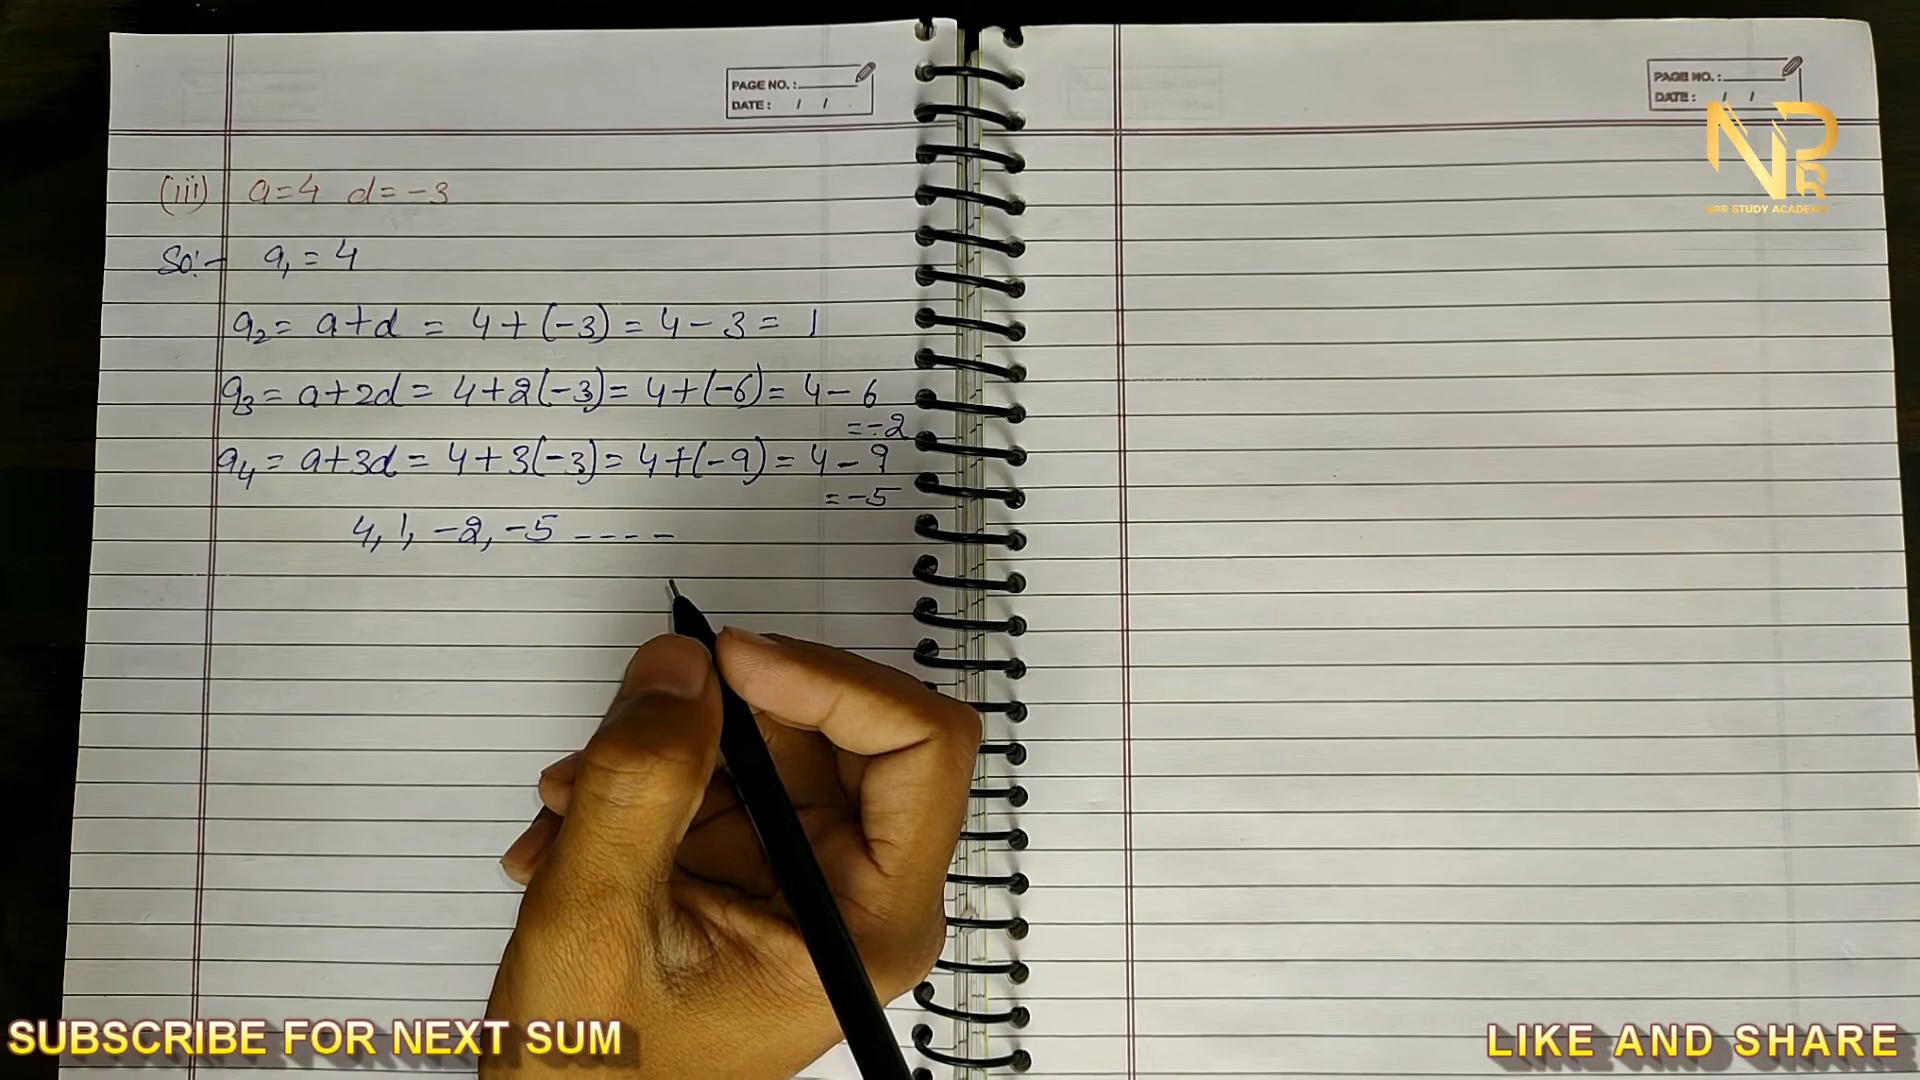 PAGE NO. :
DATE : / /
(iii) a=4 d=-3
So:- a₁ = 4
a₂ = a+d = 4+(-3) = 4-3 = 1
a₃ = a+2d = 4+2(-3) = 4+(-6) = 4-6
= -2
a₄ = a+3d = 4+3(-3) = 4+(-9) = 4-9
= -5
4, 1, -2, -5 ----
PAGE NO. :
DATE : / /
NPR
NPR STUDY ACADEMY
SUBSCRIBE FOR NEXT SUM
LIKE AND SHARE